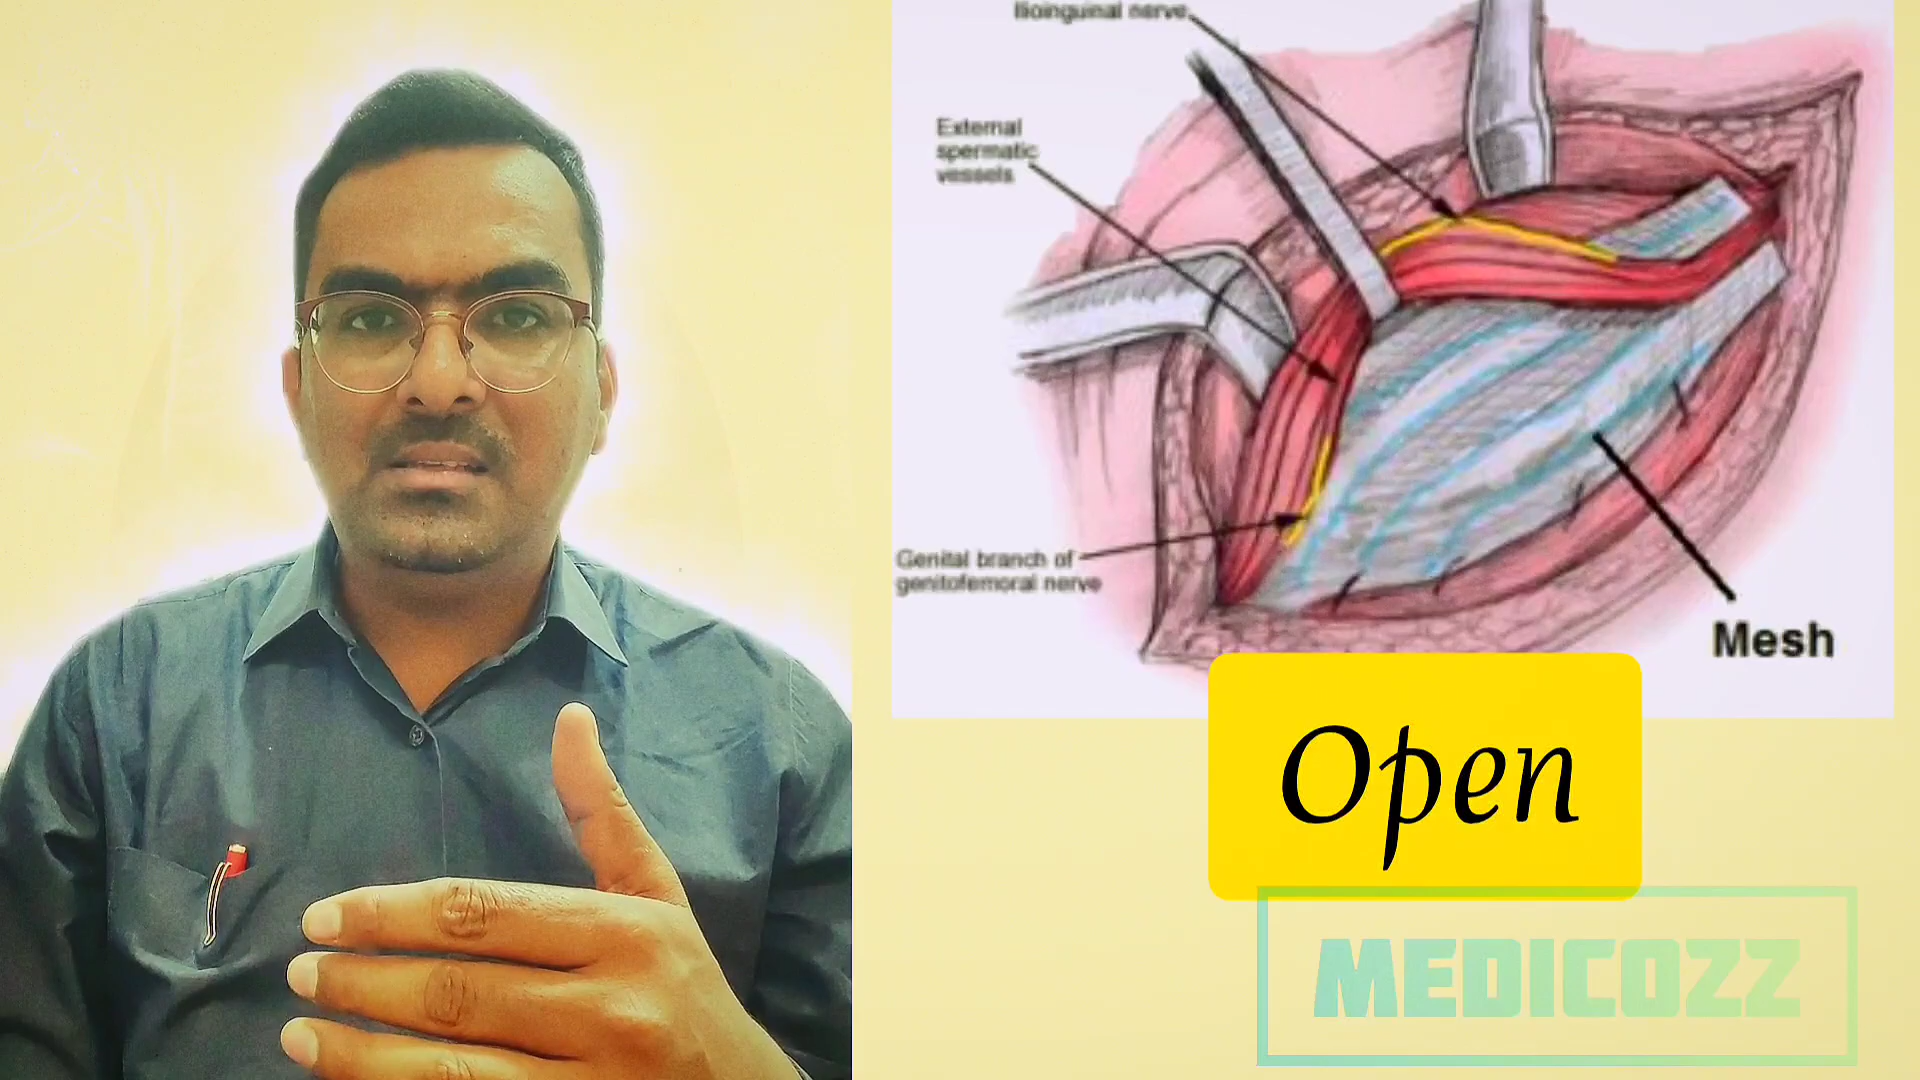 Ilioinguinal nerve
External
spermatic
vessels
Genital branch of
genitofemoral nerve
Mesh
Open
MEDICOZZ